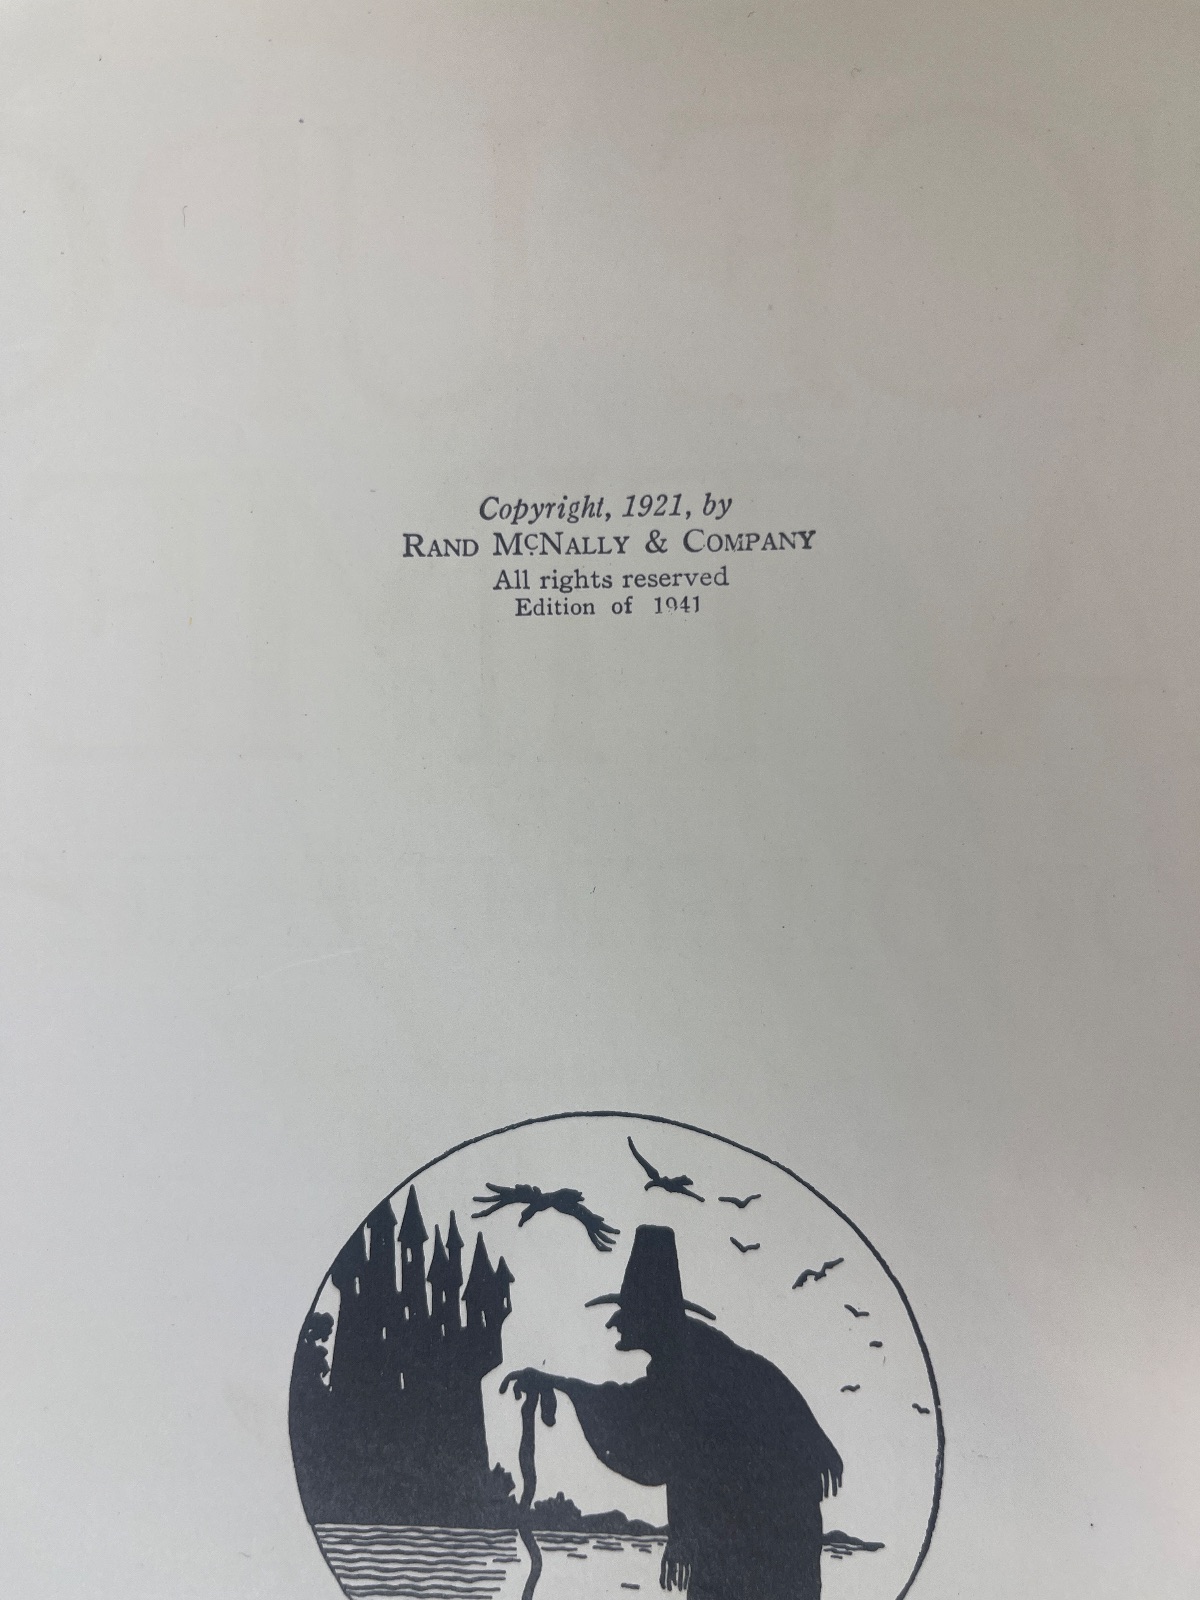 Copyright, 1921, by
RAND MCNALLY & COMPANY
All rights reserved
Edition of 1941